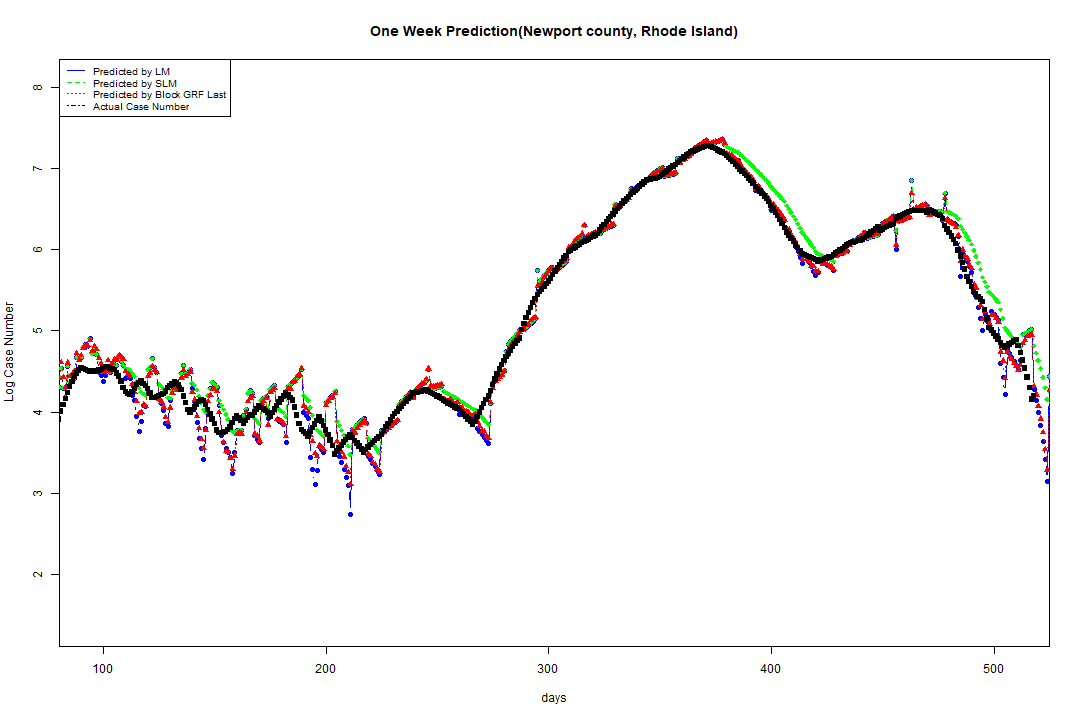 One Week Prediction(Newport county, Rhode Island)
Predicted by LM
Predicted by SLM
Predicted by Block GRF Last
Actual Case Number
Log Case Number
8
7
6
5
4
3
2
100 200 300 400 500
days